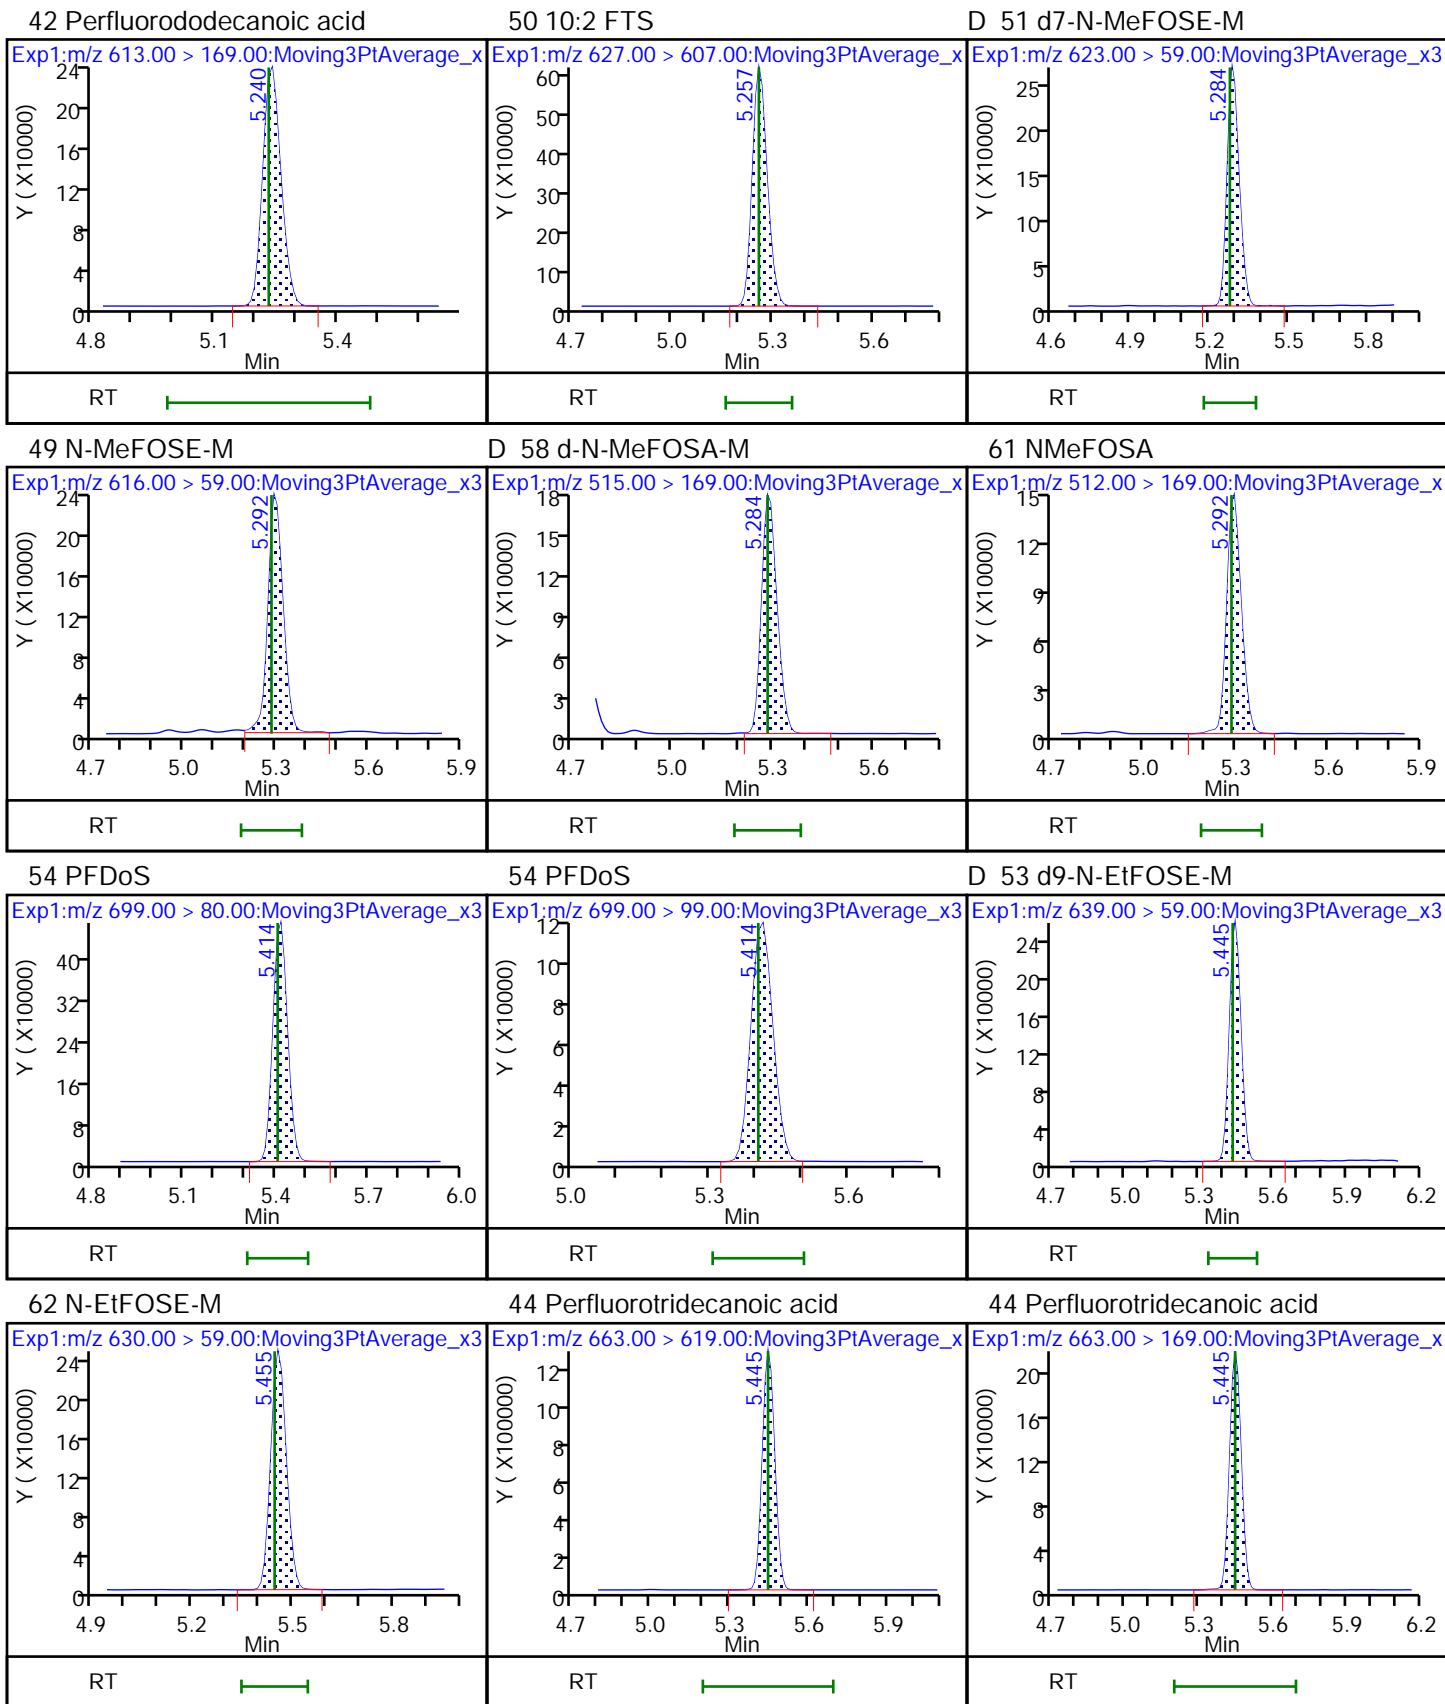 42 Perfluorododecanoic acid
Exp1:m/z 613.00 > 169.00:Moving3PtAverage_x
5.240
Y ( X10000)
24
20
16
12
8
4
0
4.8 5.1 5.4
Min
RT
50 10:2 FTS
Exp1:m/z 627.00 > 607.00:Moving3PtAverage_x
5.257
Y ( X10000)
60
50
40
30
20
10
0
4.7 5.0 5.3 5.6
Min
RT
D 51 d7-N-MeFOSE-M
Exp1:m/z 623.00 > 59.00:Moving3PtAverage_x3
5.284
Y ( X10000)
25
20
15
10
5
0
4.6 4.9 5.2 5.5 5.8
Min
RT
49 N-MeFOSE-M
Exp1:m/z 616.00 > 59.00:Moving3PtAverage_x3
5.292
Y ( X10000)
24
20
16
12
8
4
0
4.7 5.0 5.3 5.6 5.9
Min
RT
D 58 d-N-MeFOSA-M
Exp1:m/z 515.00 > 169.00:Moving3PtAverage_x
5.284
Y ( X10000)
18
15
12
9
6
3
0
4.7 5.0 5.3 5.6
Min
RT
61 NMeFOSA
Exp1:m/z 512.00 > 169.00:Moving3PtAverage_x
5.292
Y ( X10000)
15
12
9
6
3
0
4.7 5.0 5.3 5.6 5.9
Min
RT
54 PFDoS
Exp1:m/z 699.00 > 80.00:Moving3PtAverage_x3
5.414
Y ( X10000)
40
32
24
16
8
0
4.8 5.1 5.4 5.7 6.0
Min
RT
54 PFDoS
Exp1:m/z 699.00 > 99.00:Moving3PtAverage_x3
5.414
Y ( X10000)
12
10
8
6
4
2
0
5.0 5.3 5.6
Min
RT
D 53 d9-N-EtFOSE-M
Exp1:m/z 639.00 > 59.00:Moving3PtAverage_x3
5.445
Y ( X10000)
24
20
16
12
8
4
0
4.7 5.0 5.3 5.6 5.9 6.2
Min
RT
62 N-EtFOSE-M
Exp1:m/z 630.00 > 59.00:Moving3PtAverage_x3
5.455
Y ( X10000)
24
20
16
12
8
4
0
4.9 5.2 5.5 5.8
Min
RT
44 Perfluorotridecanoic acid
Exp1:m/z 663.00 > 619.00:Moving3PtAverage_x
5.445
Y ( X100000)
12
10
8
6
4
2
0
5.0 5.3 5.6 5.9
Min
RT
44 Perfluorotridecanoic acid
Exp1:m/z 663.00 > 169.00:Moving3PtAverage_x
5.445
Y ( X10000)
20
16
12
8
4
0
4.7 5.0 5.3 5.6 5.9 6.2
Min
RT